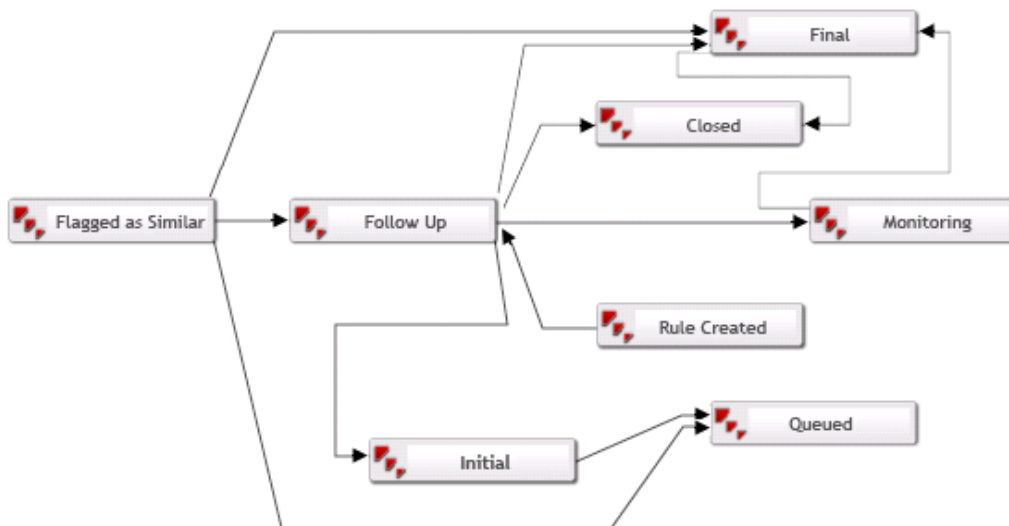 Final
Closed
Flagged as Similar
Follow Up
Monitoring
Rule Created
Queued
Initial